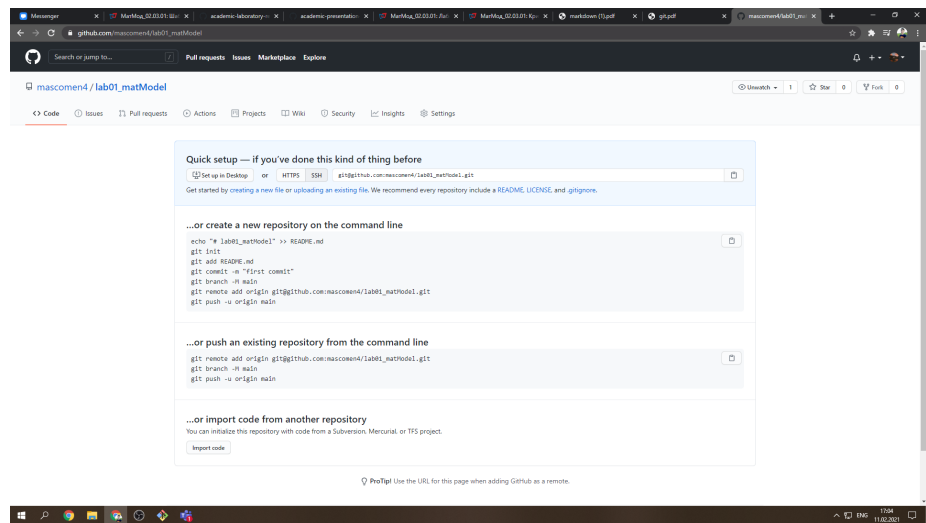 Messenger
МатМод_02.03.01: Ша
academic-laboratory-
academic-presentation
МатМод_02.03.01: Лаб
МатМод_02.03.01: Кр
markdown (1).pdf
git.pdf
mascomen4/lab01_ma
github.com/mascomen4/lab01_matModel
Search or jump to...
/
Pull requests Issues Marketplace Explore
mascomen4 / lab01_matModel
Unwatch 1 Star 0 Fork 0
Code Issues Pull requests Actions Projects Wiki Security Insights Settings
Quick setup — if you've done this kind of thing before
Set up in Desktop or HTTPS SSH git@github.com:mascomen4/lab01_matModel.git
Get started by creating a new file or uploading an existing file. We recommend every repository include a README, LICENSE, and .gitignore.
...or create a new repository on the command line
echo "# lab01_matModel" >> README.md
git init
git add README.md
git commit -m "first commit"
git branch -M main
git remote add origin git@github.com:mascomen4/lab01_matModel.git
git push -u origin main
...or push an existing repository from the command line
git remote add origin git@github.com:mascomen4/lab01_matModel.git
git branch -M main
git push -u origin main
...or import code from another repository
You can initialize this repository with code from a Subversion, Mercurial, or TFS project.
Import code
ProTip! Use the URL for this page when adding GitHub as a remote.
ENG
17:04
11.02.2021